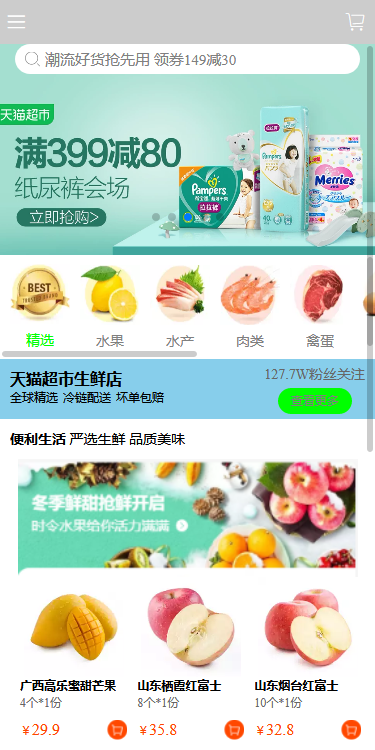 潮流好货抢先用 领券149减30
天猫超市
满399减80
纸尿裤会场
立即抢购>
Pampers
拉拉裤
Pampers
Merries
BEST
精选 水果 水产 肉类 禽蛋
天猫超市生鲜店
127.7W粉丝关注
全球精选 冷链配送 坏单包赔
查看更多
便利生活 严选生鲜 品质美味
冬季鲜甜抢鲜开启
时令水果给你活力满满 >
广西高乐蜜甜芒果 山东栖霞红富士 山东烟台红富士
4个*1份 8个*1份 10个*1份
¥29.9 ¥35.8 ¥32.8